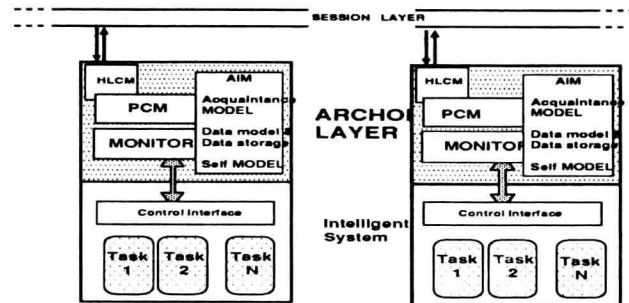 SESSION LAYER
HLCM
AIM
PCM
Acquaintance
MODEL
MONITOR
Data model &
Data storage
Self MODEL
Control Interface
Task
1
Task
2
Task
N
ARCHO
LAYER
Intelligent
System
HLCM
AIM
PCM
Acquaintance
MODEL
MONITOR
Data model &
Data storage
Self MODEL
Control Interface
Task
1
Task
2
Task
N